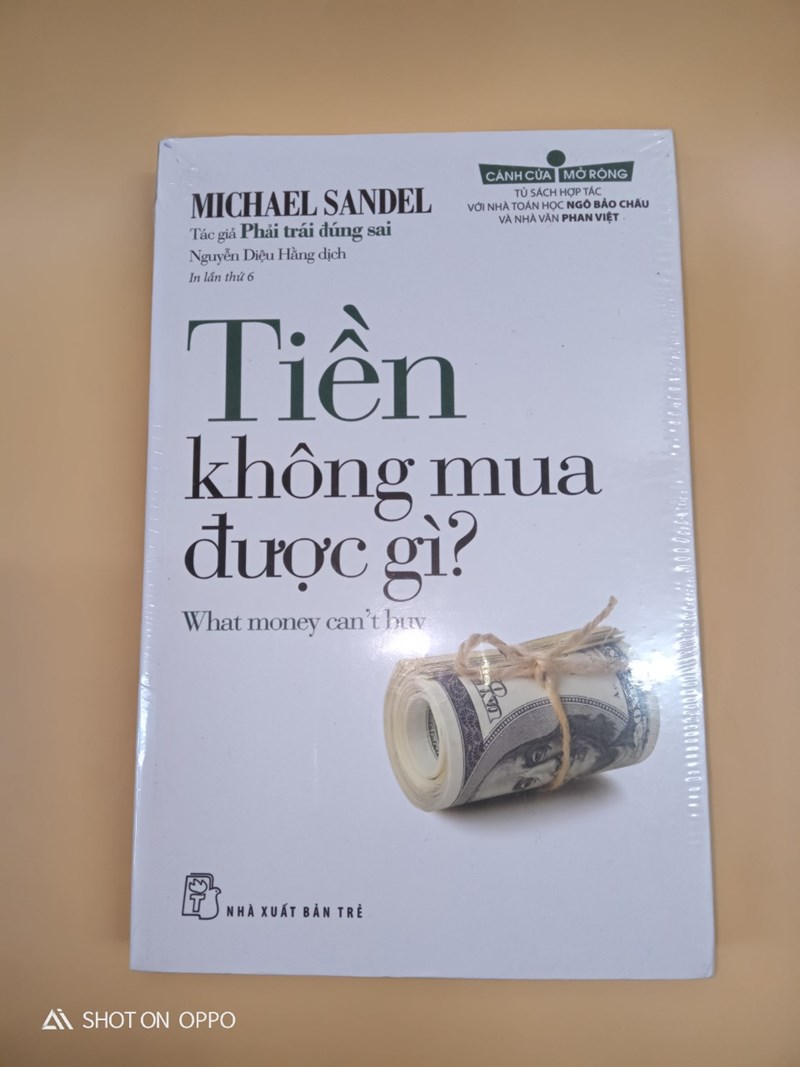 MICHAEL SANDEL
Tác giả Phải trái đúng sai
Nguyễn Diệu Hằng dịch
In lần thứ 6
CÁNH CỬA MỞ RỘNG
TỦ SÁCH HỢP TÁC
VỚI NHÀ TOÁN HỌC NGÔ BẢO CHÂU
VÀ NHÀ VĂN PHAN VIỆT
Tiền
không mua
được gì?
What money can't buy
NHÀ XUẤT BẢN TRẺ
SHOT ON OPPO